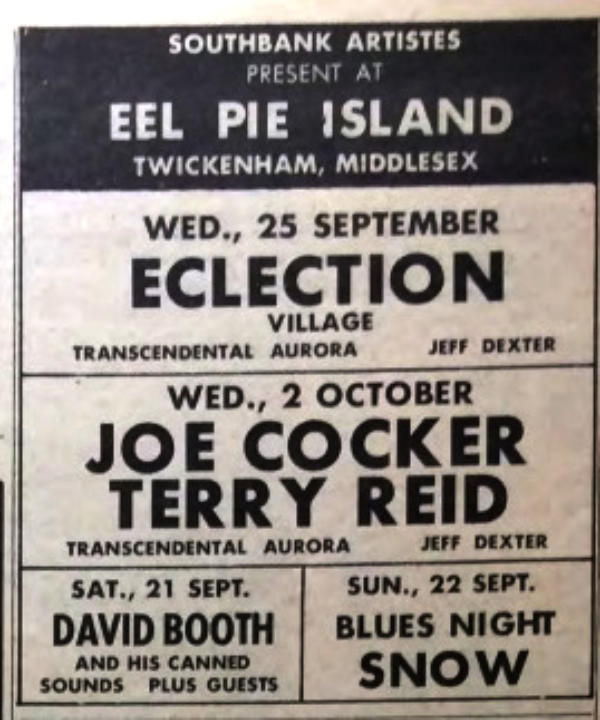 SOUTHBANK ARTISTES
PRESENT AT
EEL PIE ISLAND
TWICKENHAM, MIDDLESEX
WED., 25 SEPTEMBER
ECLECTION
VILLAGE
TRANSCENDENTAL AURORA JEFF DEXTER
WED., 2 OCTOBER
JOE COCKER
TERRY REID
TRANSCENDENTAL AURORA JEFF DEXTER
SAT., 21 SEPT.
DAVID BOOTH
AND HIS CANNED
SOUNDS PLUS GUESTS
SUN., 22 SEPT.
BLUES NIGHT
SNOW